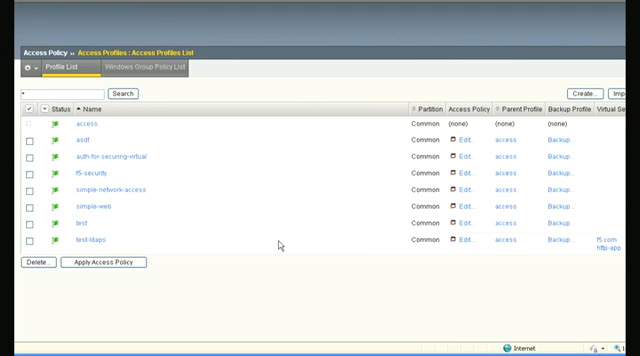 Access Policy ›› Access Profiles : Access Profiles List
Profile List Windows Group Policy List
* Search Create...
Status Name Partition Access Policy Parent Profile Backup Profile
access Common (none) (none) (none)
asdf Common Edit... access Backup...
auth-for-securing-virtual Common Edit... access Backup...
f5-security Common Edit... access Backup...
simple-network-access Common Edit... access Backup...
simple-web Common Edit... access Backup...
test Common Edit... access Backup...
test-ldaps Common Edit... access Backup... f5.com
http-app
Delete... Apply Access Policy
Internet